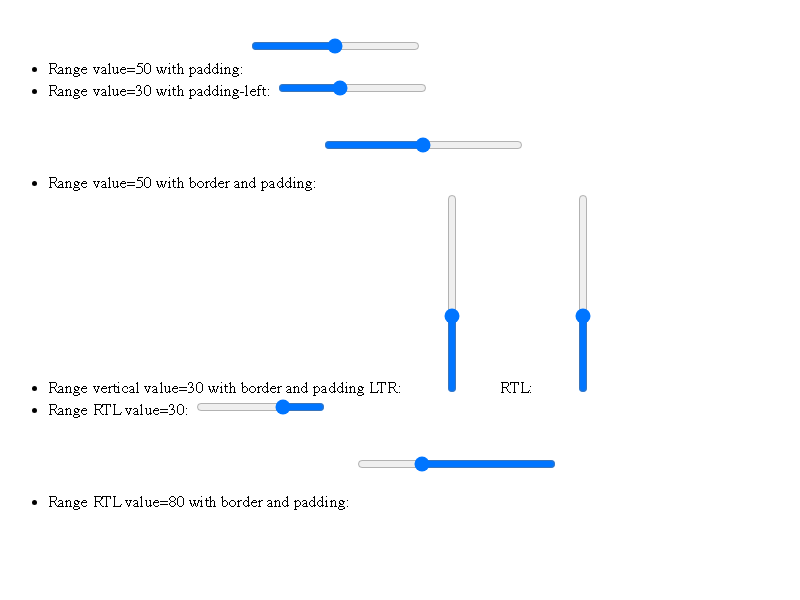 Range value=50 with padding:
Range value=30 with padding-left:
Range value=50 with border and padding:
Range vertical value=30 with border and padding LTR: RTL:
Range RTL value=30:
Range RTL value=80 with border and padding: